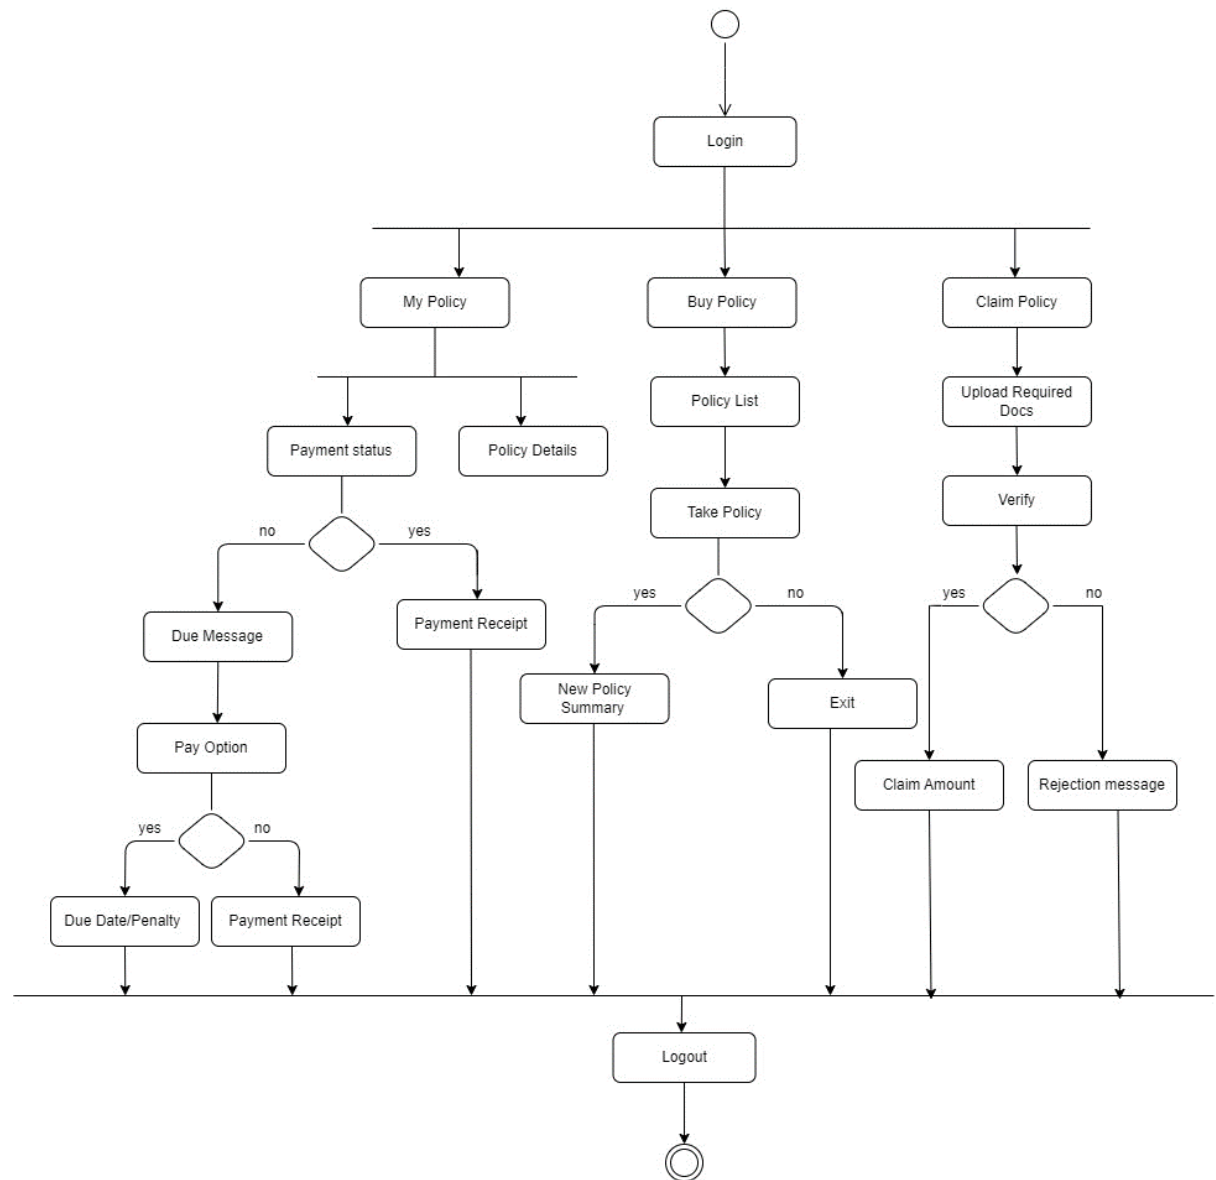 Login
My Policy
Buy Policy
Claim Policy
Policy List
Upload Required
Docs
Payment status
Policy Details
Verify
Take Policy
no
yes
yes
no
yes
no
Due Message
Payment Receipt
New Policy
Summary
Exit
Pay Option
Claim Amount
Rejection message
yes
no
Due Date/Penalty
Payment Receipt
Logout